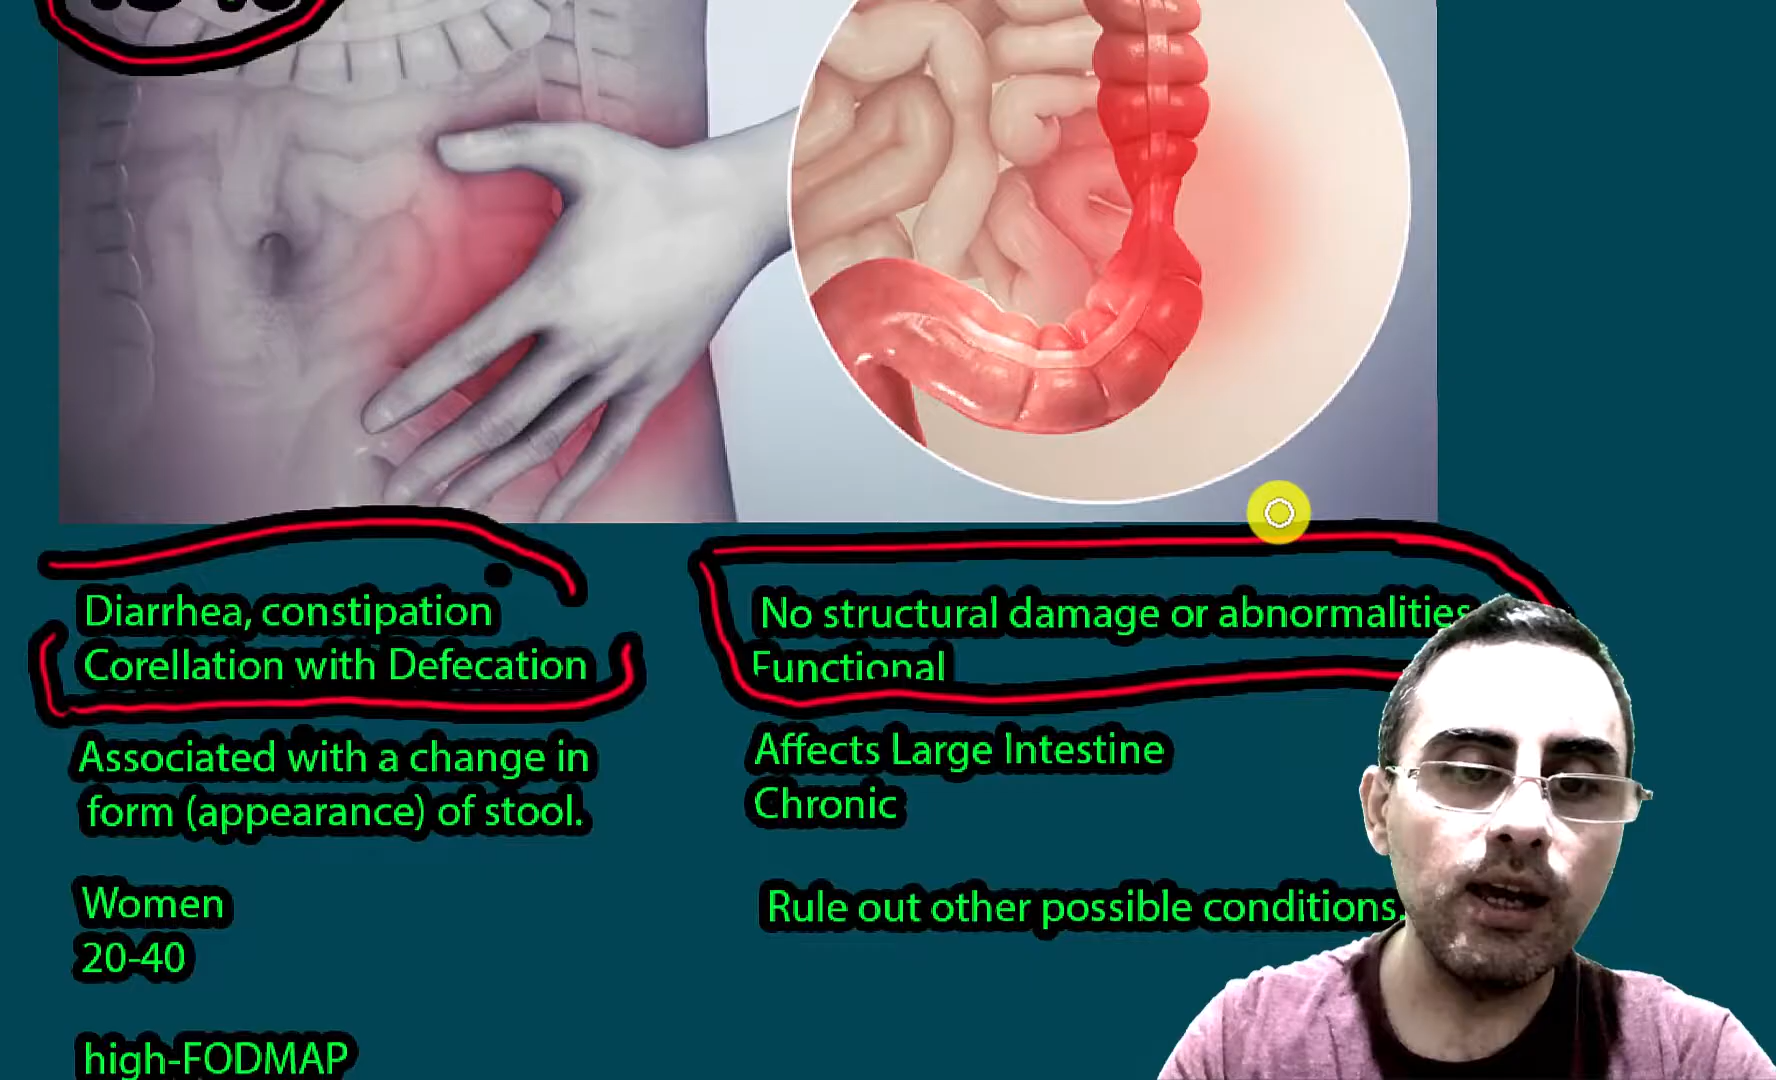 Diarrhea, constipation
Corellation with Defecation
Associated with a change in
form (appearance) of stool.
Women
20-40
high-FODMAP
No structural damage or abnormalities
Functional
Affects Large Intestine
Chronic
Rule out other possible conditions.